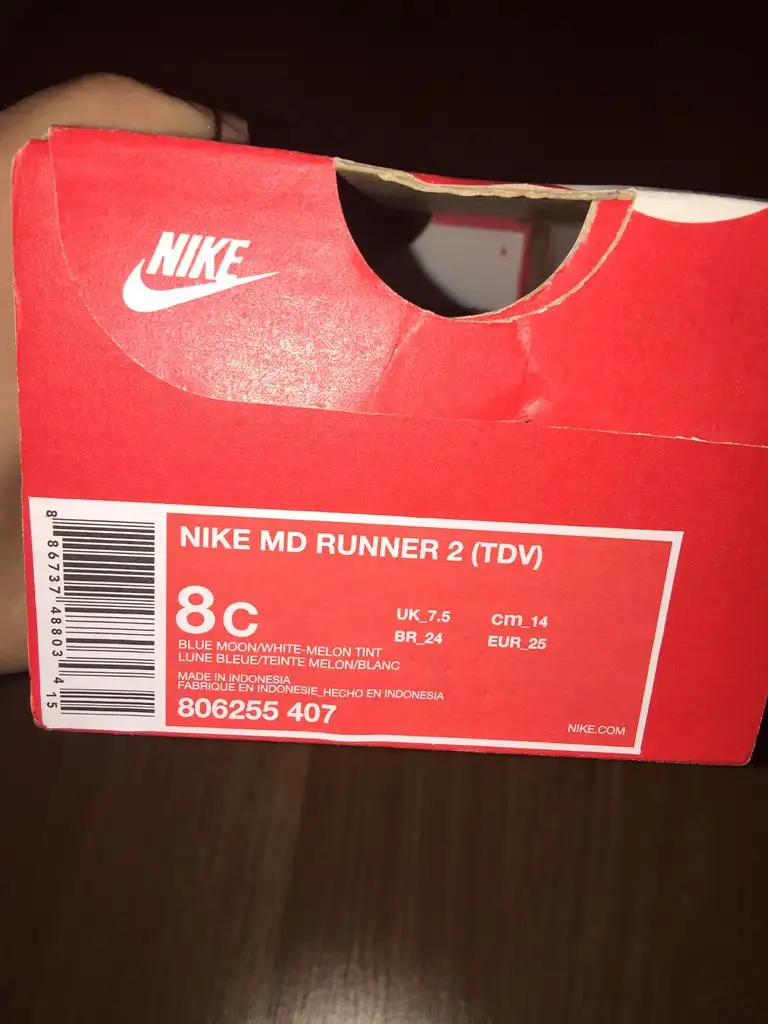 NIKE
NIKE MD RUNNER 2 (TDV)
8C
UK_7.5 cm_14
BR_24 EUR_25
BLUE MOON/WHITE-MELON TINT
LUNE BLEUE/TEINTE MELON/BLANC
MADE IN INDONESIA
FABRIQUE EN INDONESIE_HECHO EN INDONESIA
806255 407
NIKE.COM
8 86737 48803 4 15